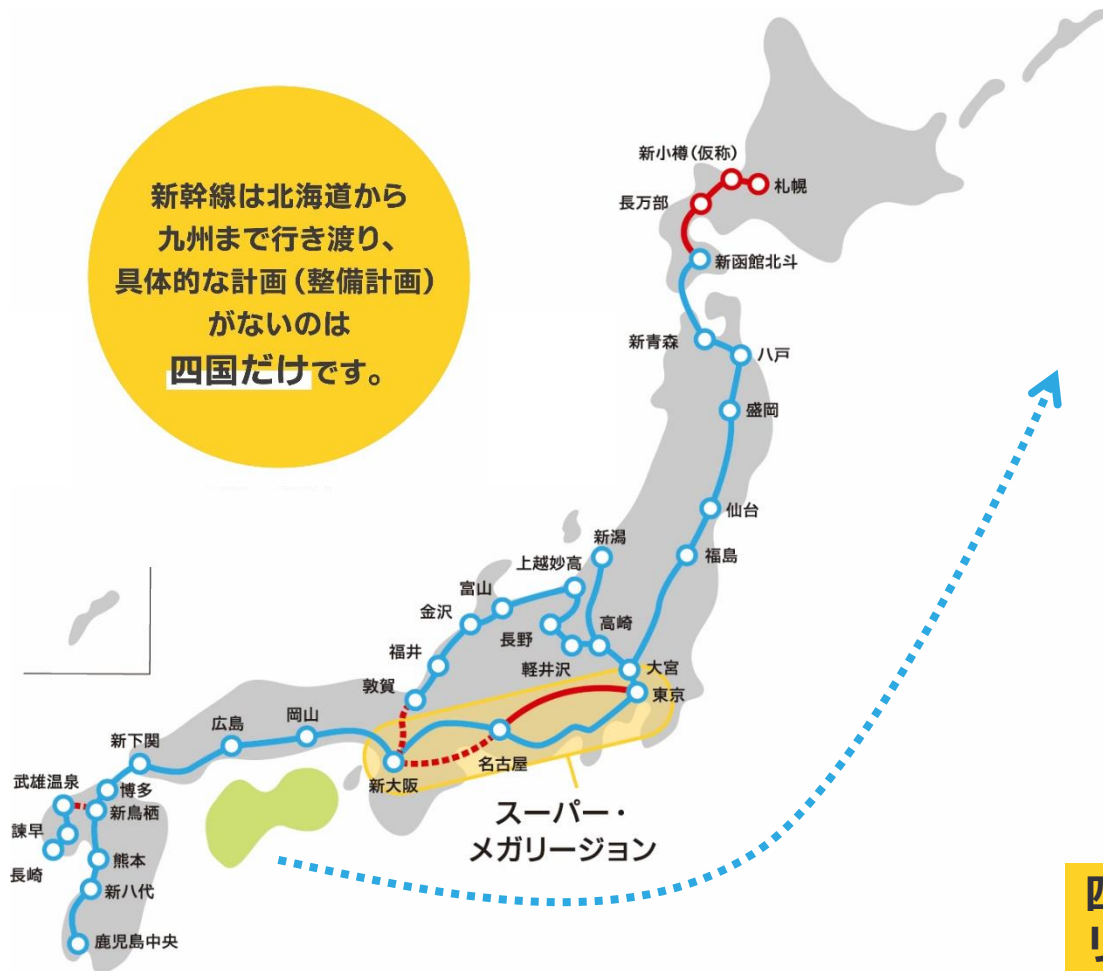 新幹線は北海道から
九州まで行き渡り、
具体的な計画（整備計画）
がないのは
四国だけです。
新小樽（仮称）
札幌
長万部
新函館北斗
新青森
八戸
盛岡
仙台
福島
新潟
上越妙高
富山
金沢
長野
高崎
福井
軽井沢
大宮
敦賀
東京
岡山
広島
新下関
名古屋
新大阪
武雄温泉
博多
新鳥栖
スーパー・
メガリージョン
諫早
熊本
長崎
新八代
鹿児島中央